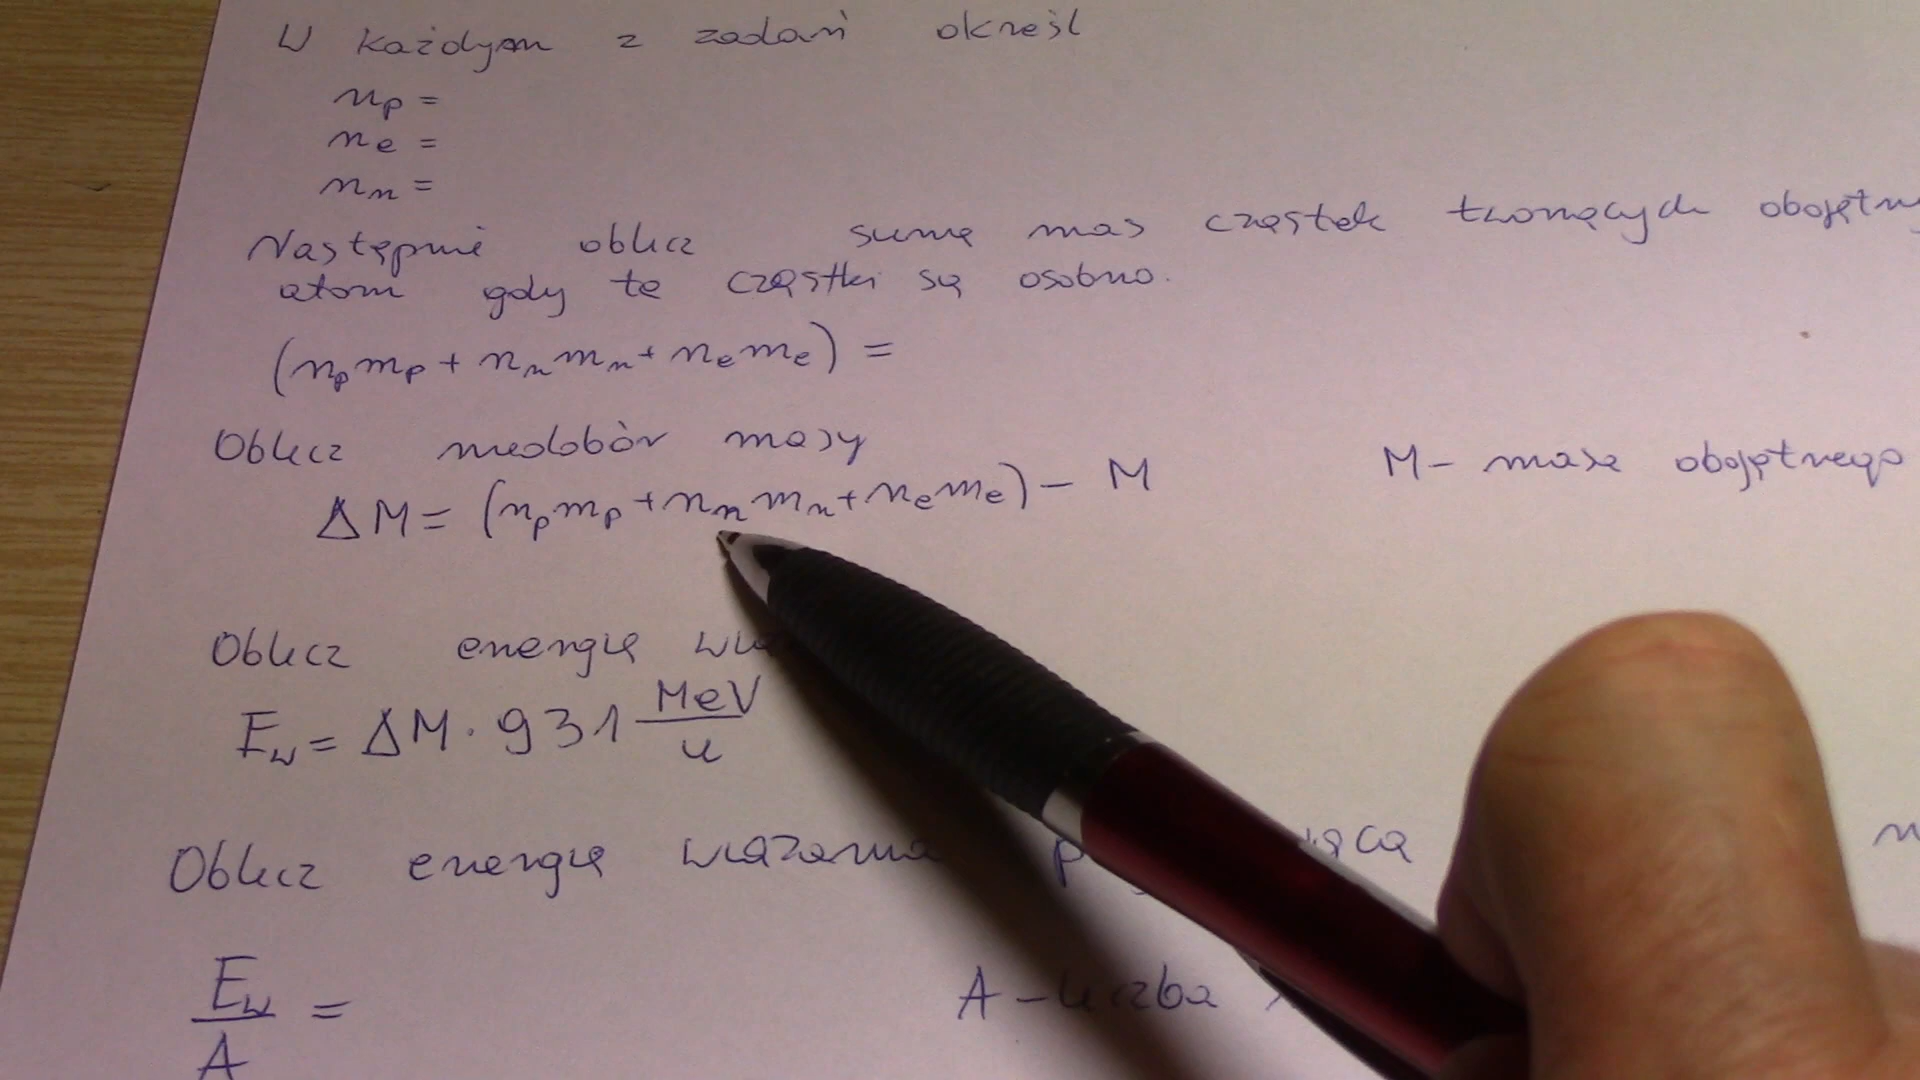 W każdym z zadań określ
n_p =
n_e =
n_n =
Następnie oblicz sumę mas cząstek tworzących
atom gdy te cząstki są osobno.
(n_p m_p + n_n m_n + n_e m_e) =
Oblicz niedobór masy
ΔM = (n_p m_p + n_n m_n + n_e m_e) - M M - masa obojętnego
Oblicz energię
E_w = ΔM · 931 MeV/u
Oblicz energię wiązania
E_w/A = A - liczba